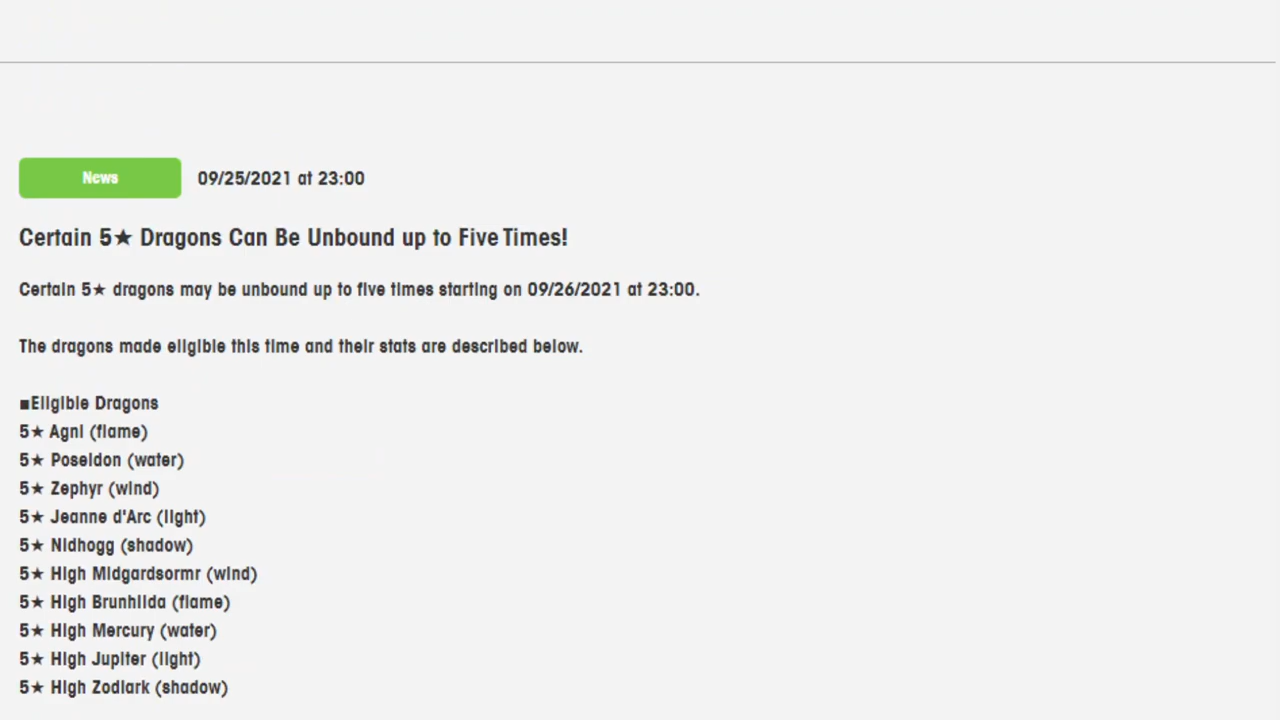 News 09/25/2021 at 23:00
Certain 5★ Dragons Can Be Unbound up to Five Times!
Certain 5★ dragons may be unbound up to five times starting on 09/26/2021 at 23:00.
The dragons made eligible this time and their stats are described below.
■Eligible Dragons
5★ Agni (flame)
5★ Poseidon (water)
5★ Zephyr (wind)
5★ Jeanne d'Arc (light)
5★ Nidhogg (shadow)
5★ High Midgardsormr (wind)
5★ High Brunhilda (flame)
5★ High Mercury (water)
5★ High Jupiter (light)
5★ High Zodiark (shadow)